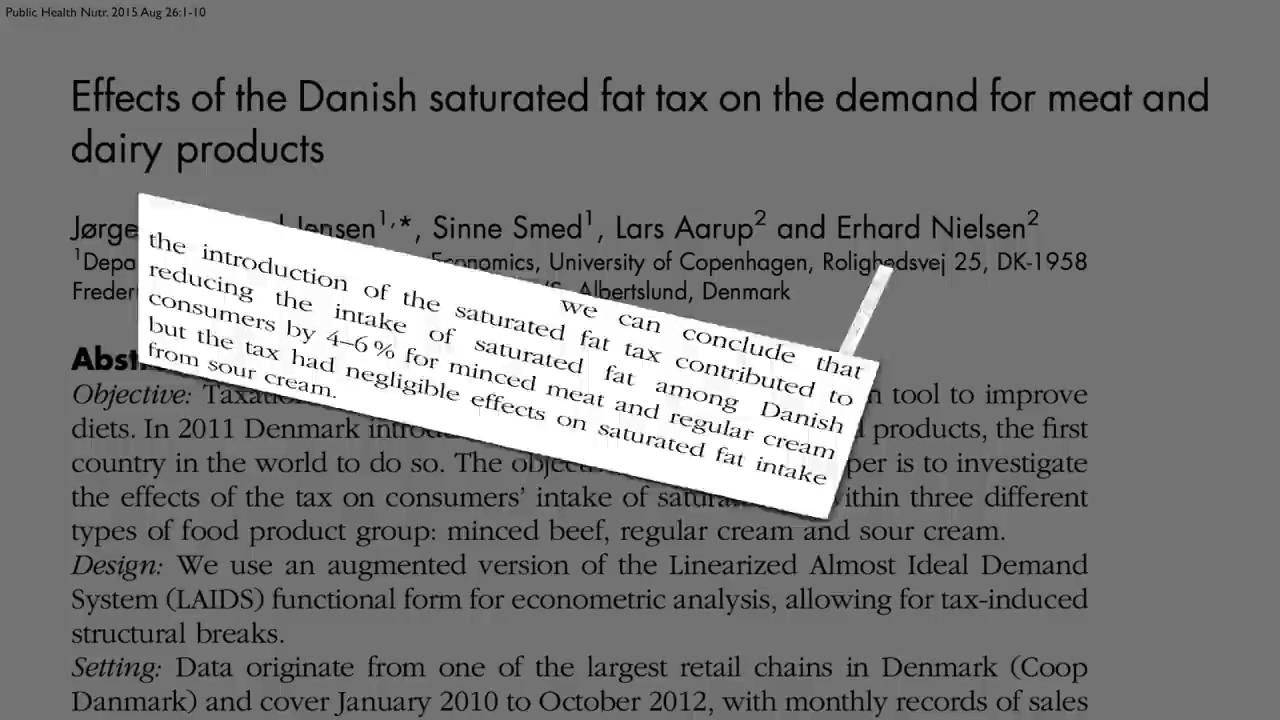 Public Health Nutr. 2015 Aug 26:1-10
Effects of the Danish saturated fat tax on the demand for meat and
dairy products
Jørge Jensen1,*, Sinne Smed1, Lars Aarup2 and Erhard Nielsen2
1Depa Economics, University of Copenhagen, Rolighedsvej 25, DK-1958
Freder Albertslund, Denmark
we can conclude that
the introduction of the saturated fat tax contributed to
reducing the intake of saturated fat among Danish
consumers by 4–6 % for minced meat and regular cream
but the tax had negligible effects on saturated fat intake
from sour cream.
Abst
Objective: Taxation tool to improve
diets. In 2011 Denmark introd products, the first
country in the world to do so. The objec per is to investigate
the effects of the tax on consumers’ intake of satura within three different
types of food product group: minced beef, regular cream and sour cream.
Design: We use an augmented version of the Linearized Almost Ideal Demand
System (LAIDS) functional form for econometric analysis, allowing for tax-induced
structural breaks.
Setting: Data originate from one of the largest retail chains in Denmark (Coop
Danmark) and cover January 2010 to October 2012, with monthly records of sales